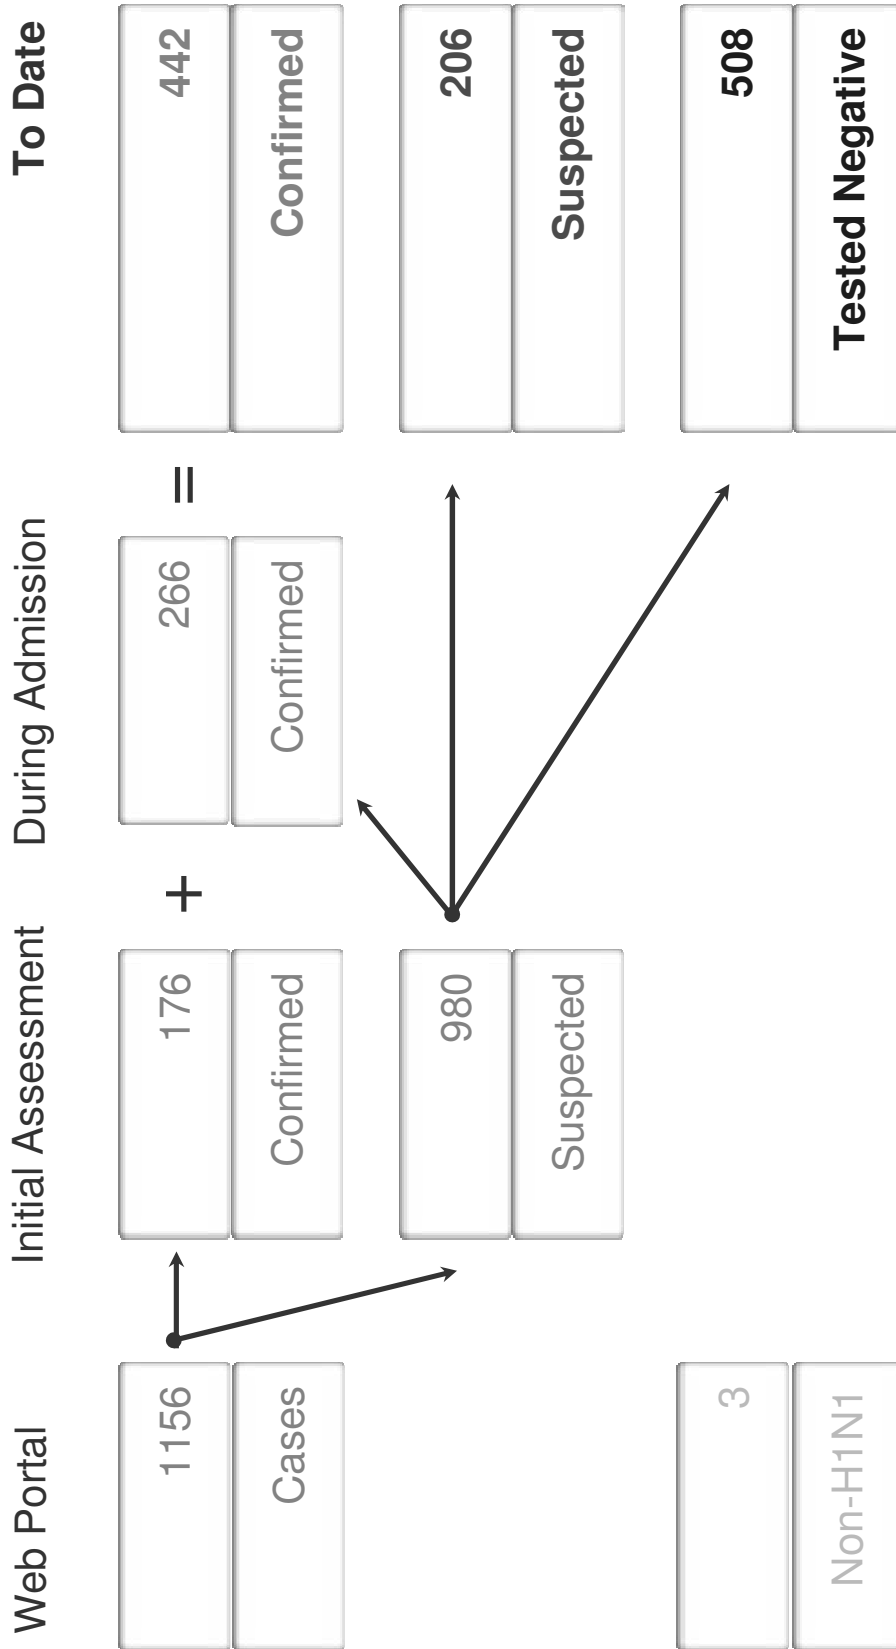 Web Portal
Initial Assessment
During Admission
To Date
1156
Cases
176
Confirmed
+
266
Confirmed
=
442
Confirmed
980
Suspected
206
Suspected
3
Non-H1N1
508
Tested Negative